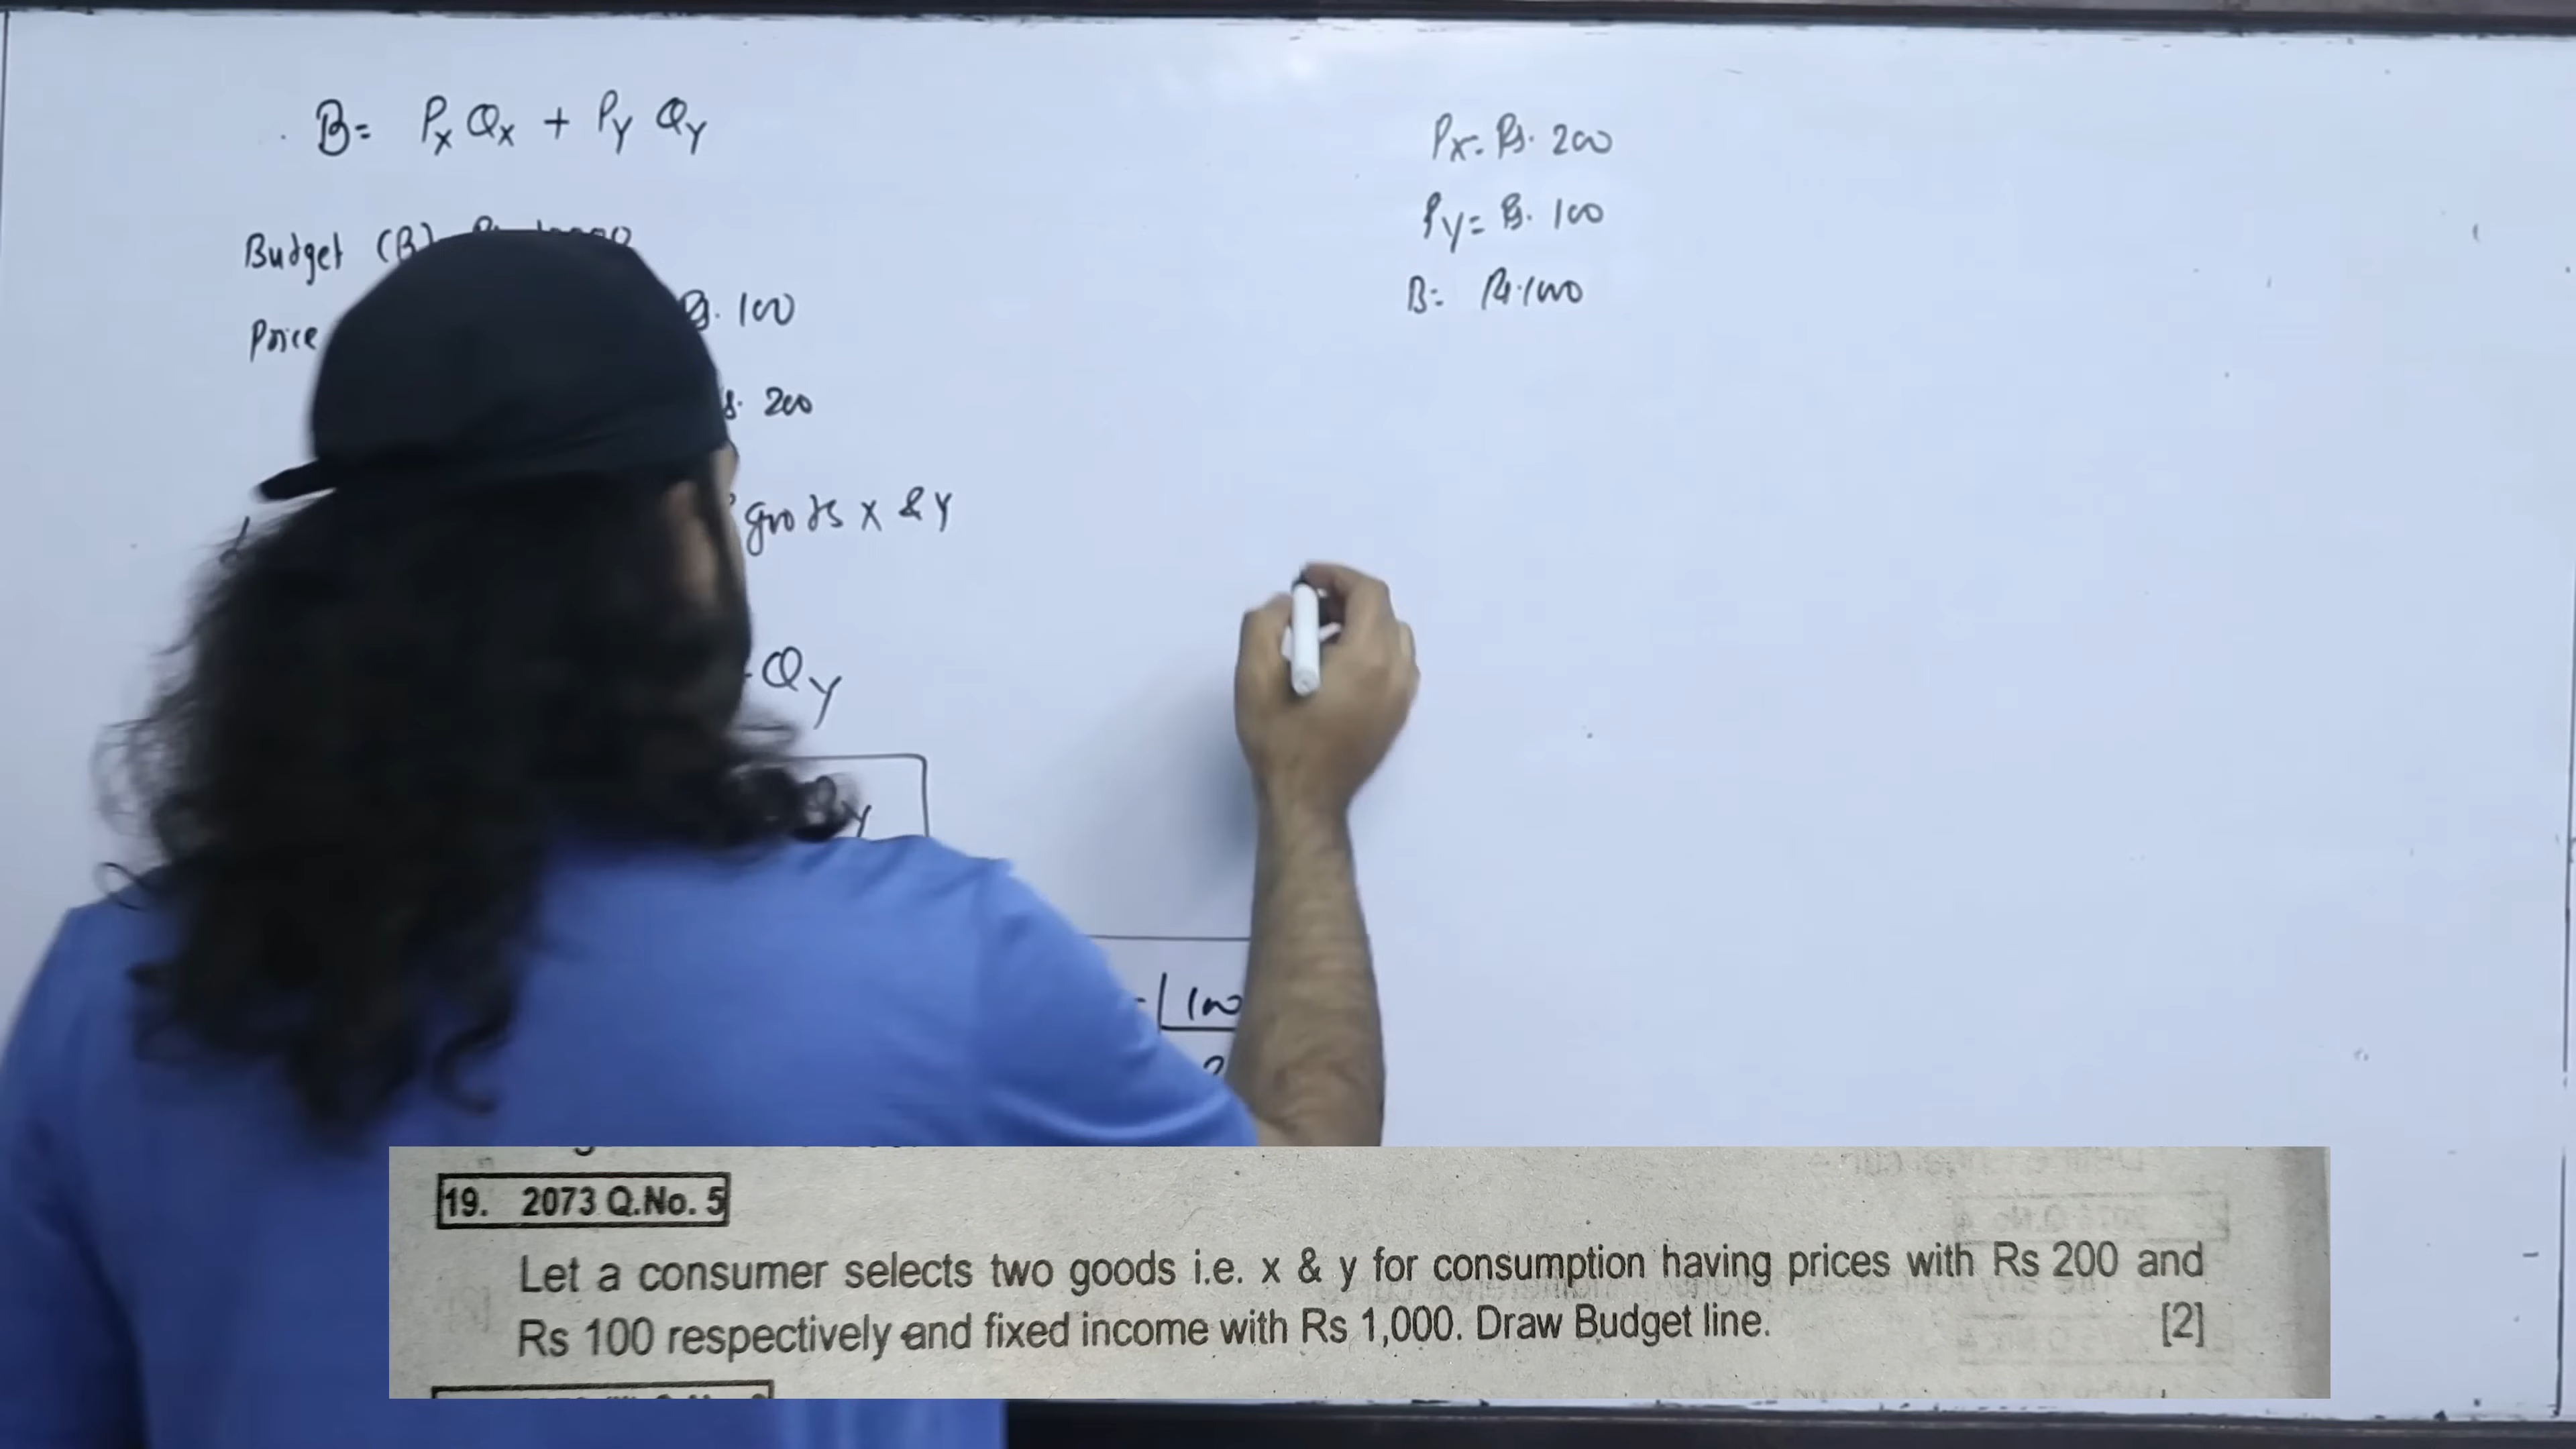 B= Px Qx + Py Qy
Budget (B)
Price Rs. 100
200
goods x & y
Qy
y
100
Px= Rs. 200
Py= Rs. 100
B= Rs.1000
19. 2073 Q.No. 5
Let a consumer selects two goods i.e. x & y for consumption having prices with Rs 200 and
Rs 100 respectively and fixed income with Rs 1,000. Draw Budget line. [2]